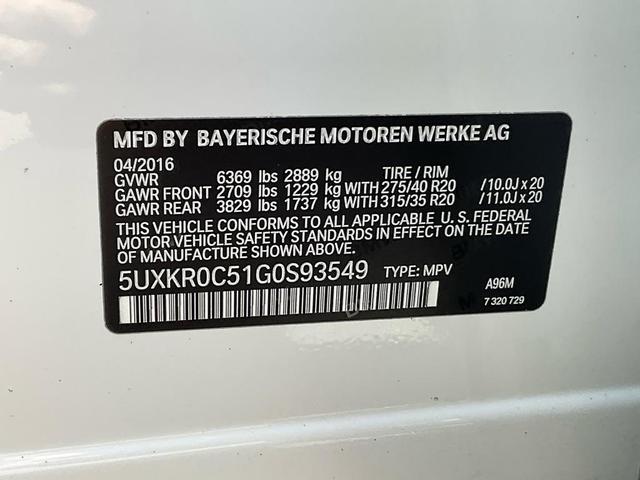 MFD BY BAYERISCHE MOTOREN WERKE AG
04/2016
GVWR 6369 lbs 2889 kg TIRE / RIM
GAWR FRONT 2709 lbs 1229 kg WITH 275/40 R20 /10.0J x 20
GAWR REAR 3829 lbs 1737 kg WITH 315/35 R20 /11.0J x 20
THIS VEHICLE CONFORMS TO ALL APPLICABLE U. S. FEDERAL
MOTOR VEHICLE SAFETY STANDARDS IN EFFECT ON THE
DATE OF MANUFACTURE SHOWN ABOVE.
5UXKR0C51G0S93549 TYPE: MPV
A96M
7 320 729